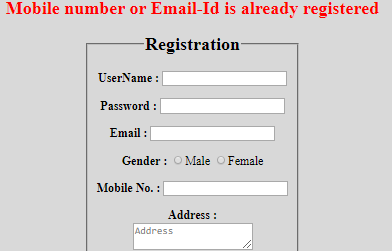 Mobile number or Email-Id is already registered
Registration
UserName :
Password :
Email :
Gender : Male Female
Mobile No. :
Address :
Address